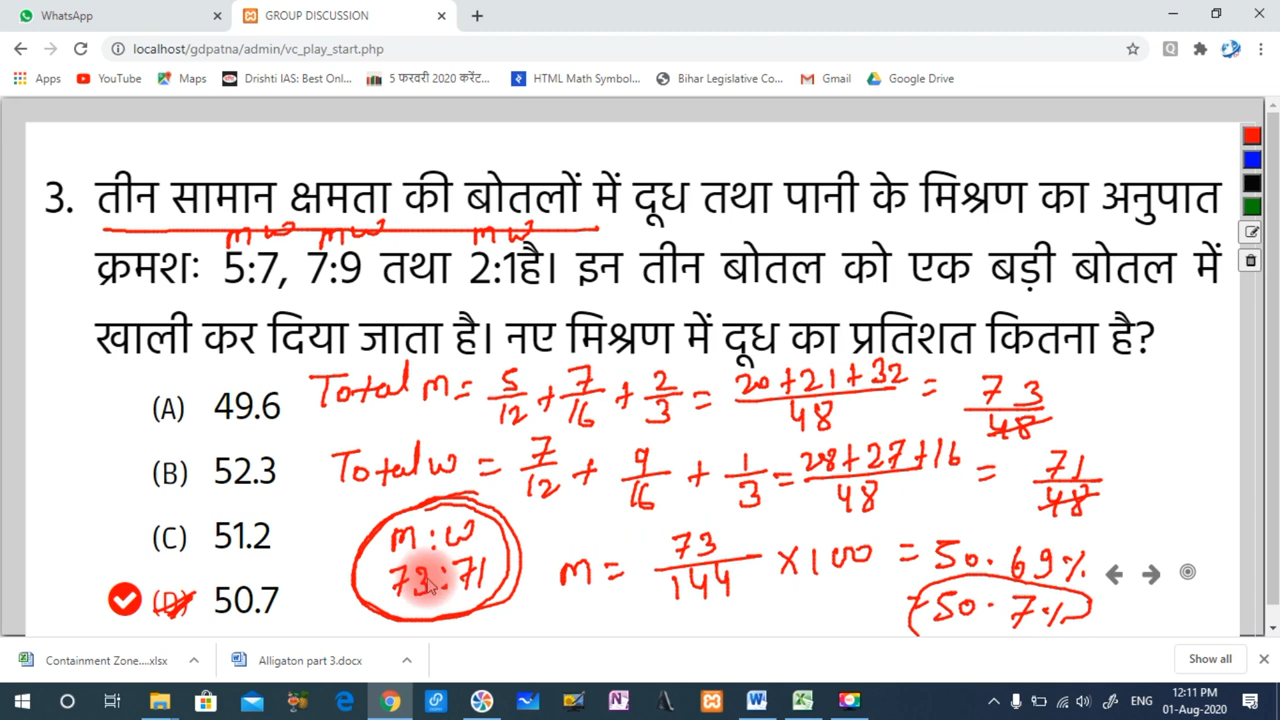 WhatsApp
GROUP DISCUSSION
localhost/gdpatna/admin/vc_play_start.php
Apps YouTube Maps Drishti IAS: Best Onl... 5 फरवरी 2020 करेंट... HTML Math Symbol... Bihar Legislative Co... Gmail Google Drive
3. तीन सामान क्षमता की बोतलों में दूध तथा पानी के मिश्रण का अनुपात
m w m w m w
क्रमशः 5:7, 7:9 तथा 2:1है। इन तीन बोतल को एक बड़ी बोतल में
खाली कर दिया जाता है। नए मिश्रण में दूध का प्रतिशत कितना है?
Total m = 5/12 + 7/16 + 2/3 = 20+21+32/48 = 73/48
(A) 49.6
Total w = 7/12 + 9/16 + 1/3 = 28+27+16/48 = 71/48
(B) 52.3
m : w
(C) 51.2
73 : 71
m = 73/144 × 100 = 50.69%
(D) 50.7
50.7%
Containment Zone....xlsx Alligaton part 3.docx Show all
ENG 12:11 PM
01-Aug-2020